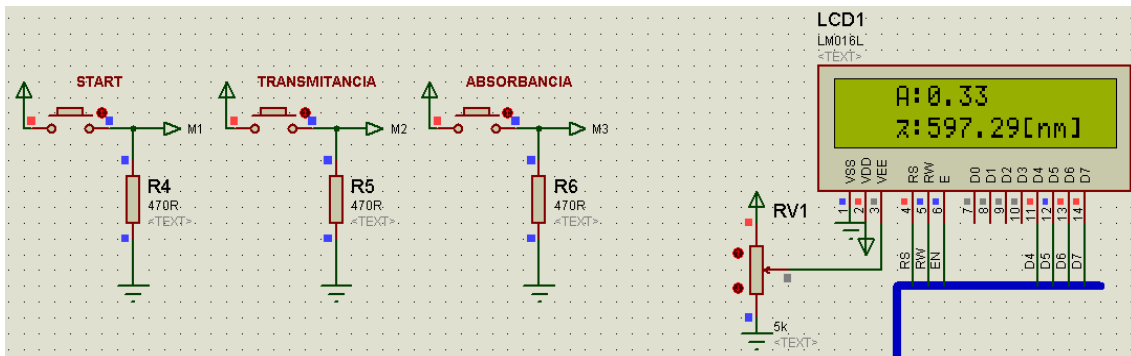 START
M1
R4
470R
<TEXT>
TRANSMITANCIA
M2
R5
470R
<TEXT>
ABSORBANCIA
M3
R6
470R
<TEXT>
RV1
5k
<TEXT>
LCD1
LM016L
<TEXT>
A:0.33
:597.29[nm]
VSS VDD VEE RS RW E D0 D1 D2 D3 D4 D5 D6 D7
1 2 3 4 5 6 7 8 9 10 11 12 13 14
RS RW EN D4 D5 D6 D7